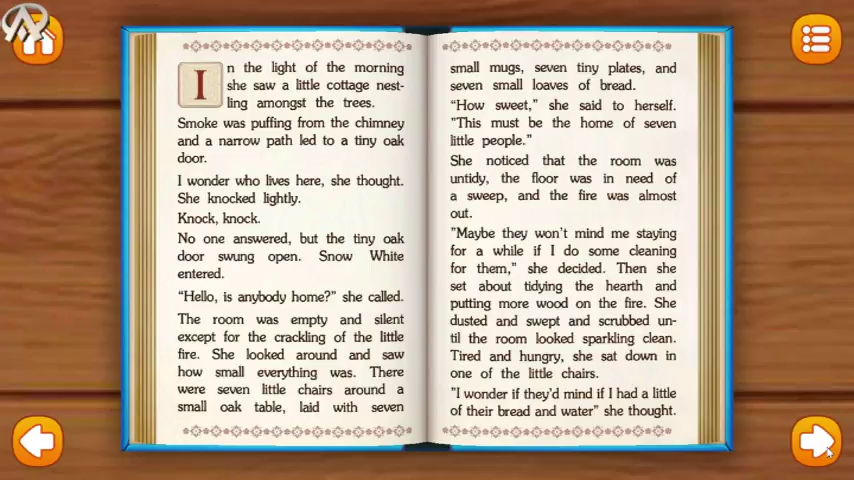 In the light of the morning
she saw a little cottage nest-
ling amongst the trees.
Smoke was puffing from the chimney
and a narrow path led to a tiny oak
door.
I wonder who lives here, she thought.
She knocked lightly.
Knock, knock.
No one answered, but the tiny oak
door swung open. Snow White
entered.
“Hello, is anybody home?” she called.
The room was empty and silent
except for the crackling of the little
fire. She looked around and saw
how small everything was. There
were seven little chairs around a
small oak table, laid with seven
small mugs, seven tiny plates, and
seven small loaves of bread.
“How sweet,” she said to herself.
"This must be the home of seven
little people.”
She noticed that the room was
untidy, the floor was in need of
a sweep, and the fire was almost
out.
"Maybe they won’t mind me staying
for a while if I do some cleaning
for them,” she decided. Then she
set about tidying the hearth and
putting more wood on the fire. She
dusted and swept and scrubbed un-
til the room looked sparkling clean.
Tired and hungry, she sat down in
one of the little chairs.
"I wonder if they’d mind if I had a little
of their bread and water” she thought.